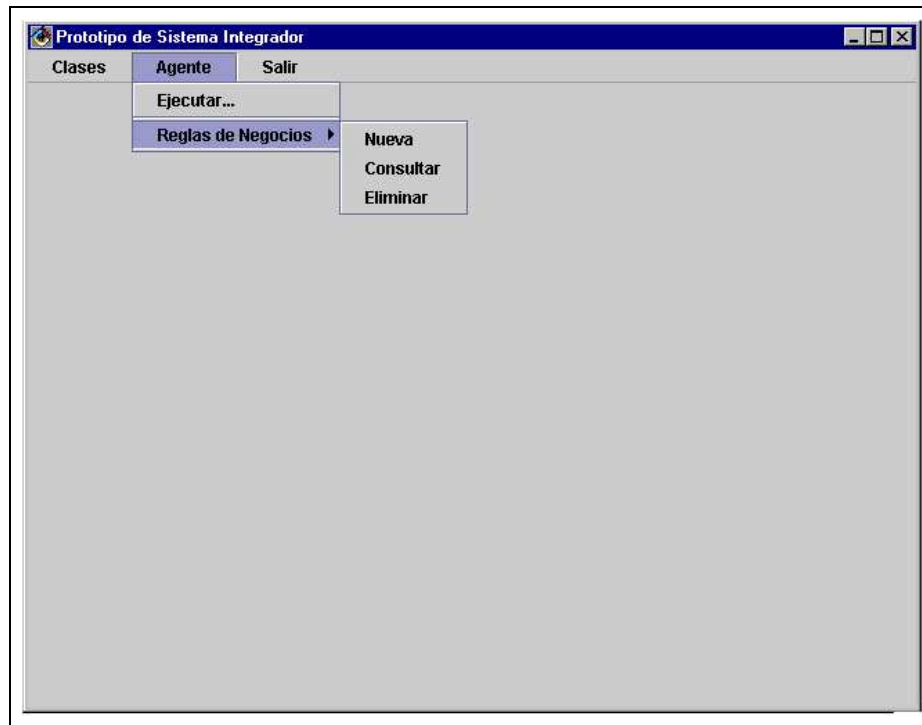 Prototipo de Sistema Integrador
Clases Agente Salir
Ejecutar...
Reglas de Negocios
Nueva
Consultar
Eliminar